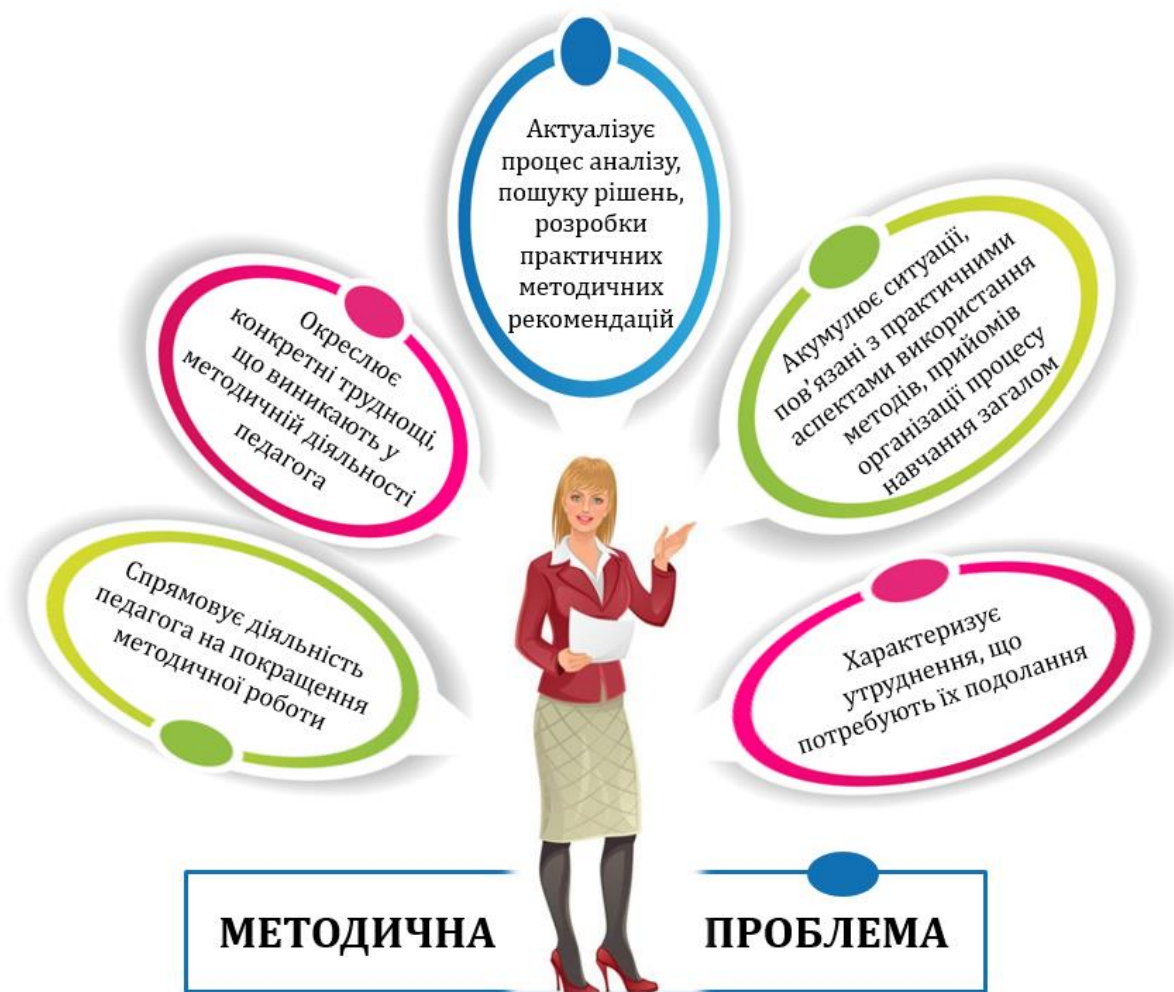 Актуалізує
процес аналізу,
пошуку рішень,
розробки
практичних
методичних
рекомендацій
Окреслює
конкретні труднощі,
що виникають у
методичній діяльності
педагога
Акумулює ситуації,
пов'язані з практичними
аспектами використання
методів, прийомів
організації процесу
навчання загалом
Спрямовує діяльність
педагога на покращення
методичної роботи
Характеризує
утруднення, що
потребують їх подолання
МЕТОДИЧНА ПРОБЛЕМА